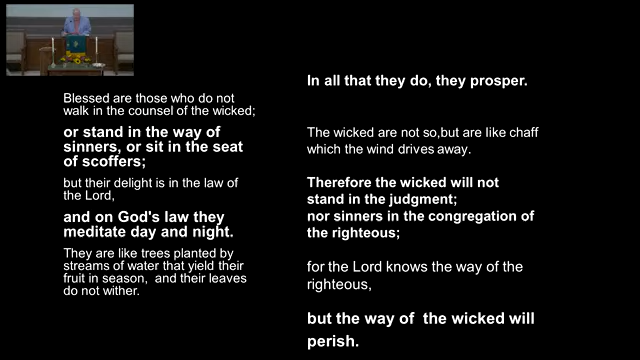 Blessed are those who do not
walk in the counsel of the wicked;
or stand in the way of
sinners, or sit in the seat
of scoffers;
but their delight is in the law of
the Lord,
and on God's law they
meditate day and night.
They are like trees planted by
streams of water that yield their
fruit in season,  and their leaves
do not wither.
In all that they do, they prosper.
The wicked are not so,but are like chaff
which the wind drives away.
Therefore the wicked will not
stand in the judgment;
nor sinners in the congregation of
the righteous;
for the Lord knows the way of the
righteous,
but the way of  the wicked will
perish.